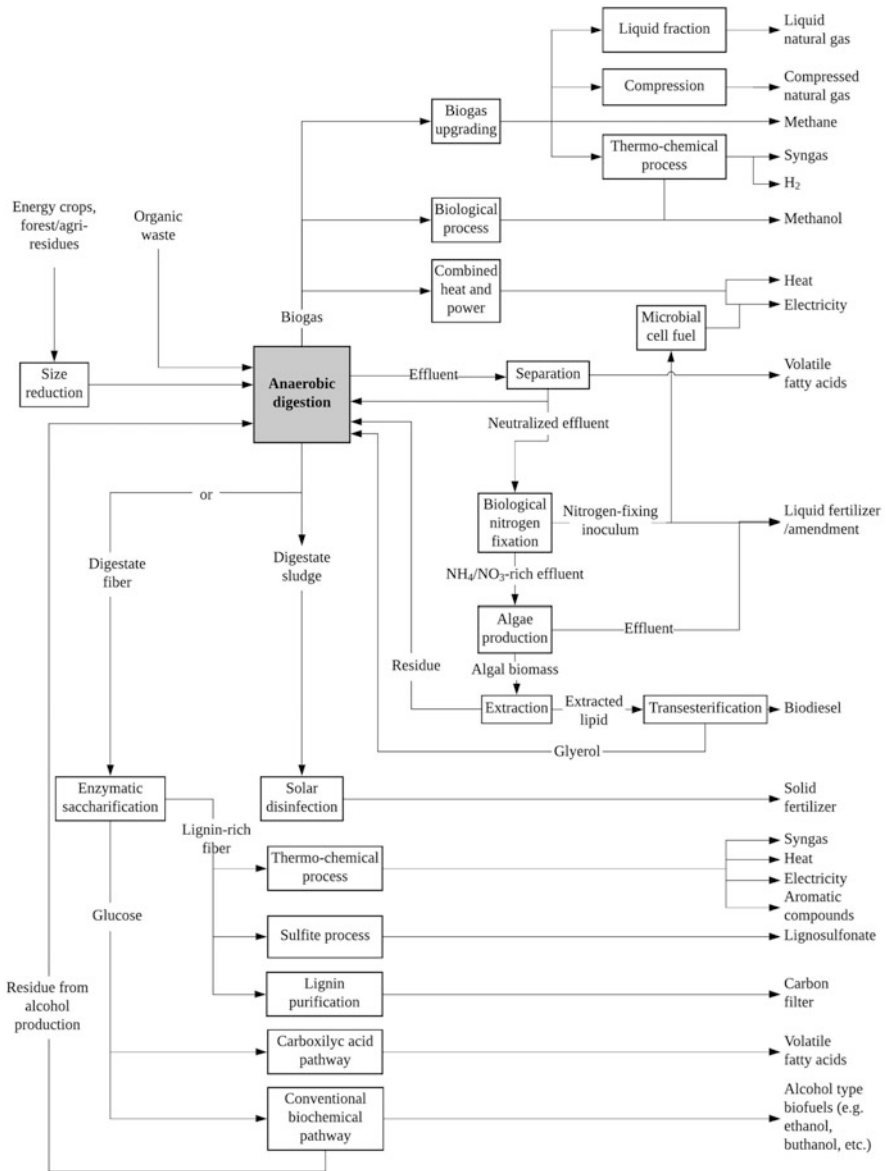 Liquid fraction
Liquid
natural gas
Compression
Compressed
natural gas
Biogas
upgrading
Methane
Thermo-chemical
process
Syngas
H₂
Energy crops,
forest/agri-
residues
Organic
waste
Biological
process
Methanol
Combined
heat and
power
Heat
Electricity
Biogas
Microbial
cell fuel
Size
reduction
Anaerobic
digestion
Effluent
Separation
Volatile
fatty acids
Neutralized effluent
or
Biological
nitrogen
fixation
Nitrogen-fixing
inoculum
Liquid fertilizer
/amendment
Digestate
fiber
Digestate
sludge
NH₄/NO₃-rich effluent
Algae
production
Effluent
Residue
Algal biomass
Extraction
Extracted
lipid
Transesterification
Biodiesel
Glyerol
Enzymatic
saccharification
Solar
disinfection
Solid
fertilizer
Lignin-rich
fiber
Thermo-chemical
process
Syngas
Heat
Electricity
Aromatic
compounds
Glucose
Sulfite process
Lignosulfonate
Residue from
alcohol
production
Lignin
purification
Carbon
filter
Carboxilyc acid
pathway
Volatile
fatty acids
Conventional
biochemical
pathway
Alcohol type
biofuels (e.g.
ethanol,
buthanol, etc.)